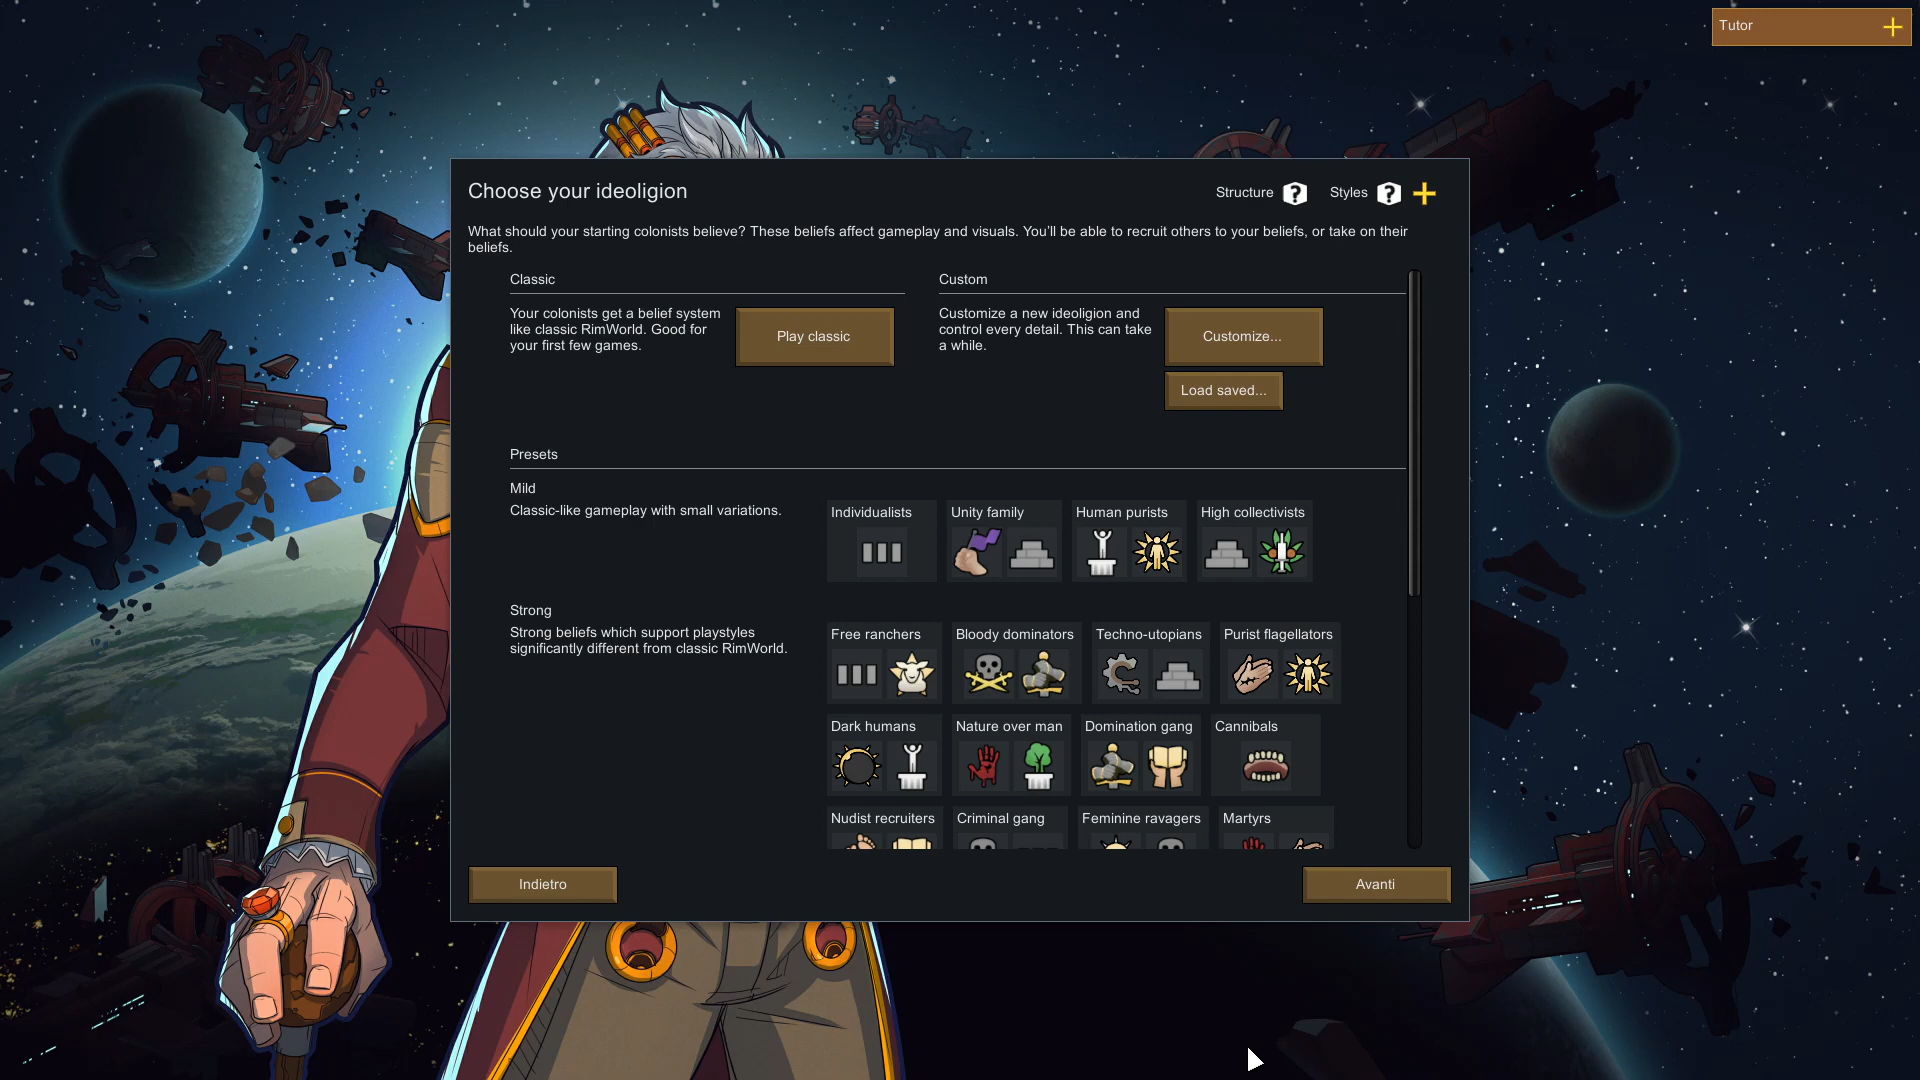 Tutor
Choose your ideoligion
Structure
Styles
What should your starting colonists believe? These beliefs affect gameplay and visuals. You'll be able to recruit others to your beliefs, or take on their
beliefs.
Classic
Your colonists get a belief system
like classic RimWorld. Good for
your first few games.
Play classic
Custom
Customize a new ideoligion and
control every detail. This can take
a while.
Customize...
Load saved...
Presets
Mild
Classic-like gameplay with small variations.
Individualists
Unity family
Human purists
High collectivists
Strong
Strong beliefs which support playstyles
significantly different from classic RimWorld.
Free ranchers
Bloody dominators
Techno-utopians
Purist flagellators
Dark humans
Nature over man
Domination gang
Cannibals
Nudist recruiters
Criminal gang
Feminine ravagers
Martyrs
Indietro
Avanti